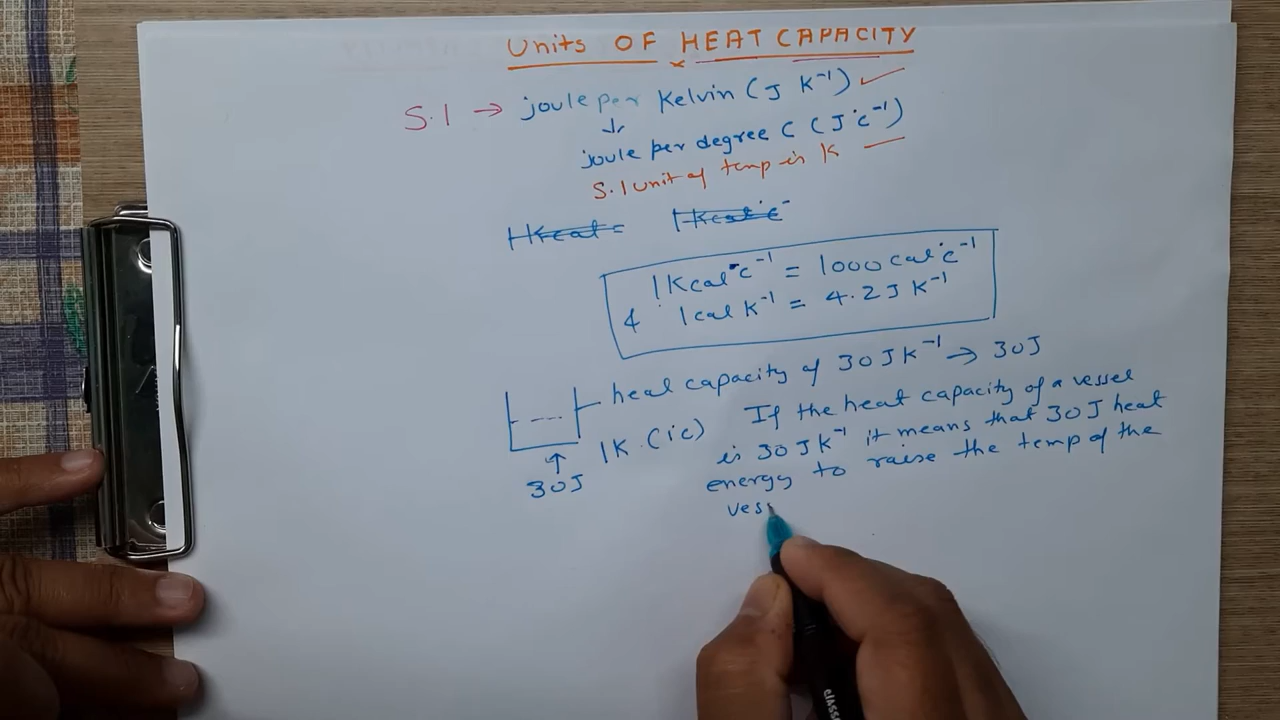 Units OF HEAT CAPACITY
S.I → joule per Kelvin (J K⁻¹)
joule per degree C (J °c⁻¹)
S.I unit of temp is K
1Kcal °c⁻¹ = 1000 cal °c⁻¹
1cal k⁻¹ = 4.2 J K⁻¹
heat capacity of 30 J K⁻¹ → 30J
If the heat capacity of a vessel
1K. (1°c)
is 30 J K⁻¹ it means that 30 J heat
30J
energy to raise the temp of the
ves